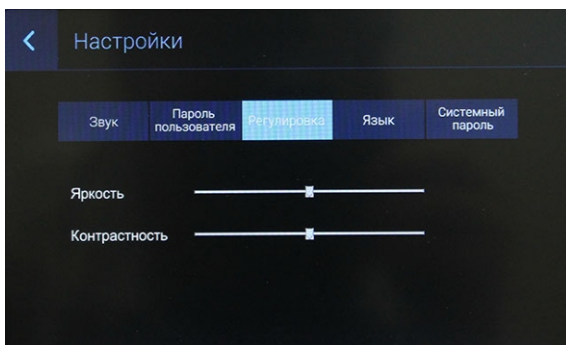 Настройки
Звук
Пароль
пользователя
Регулировка
Язык
Системный
пароль
Яркость
Контрастность